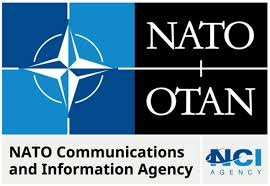 NATO
OTAN
NATO Communications
and Information Agency
NCI
AGENCY